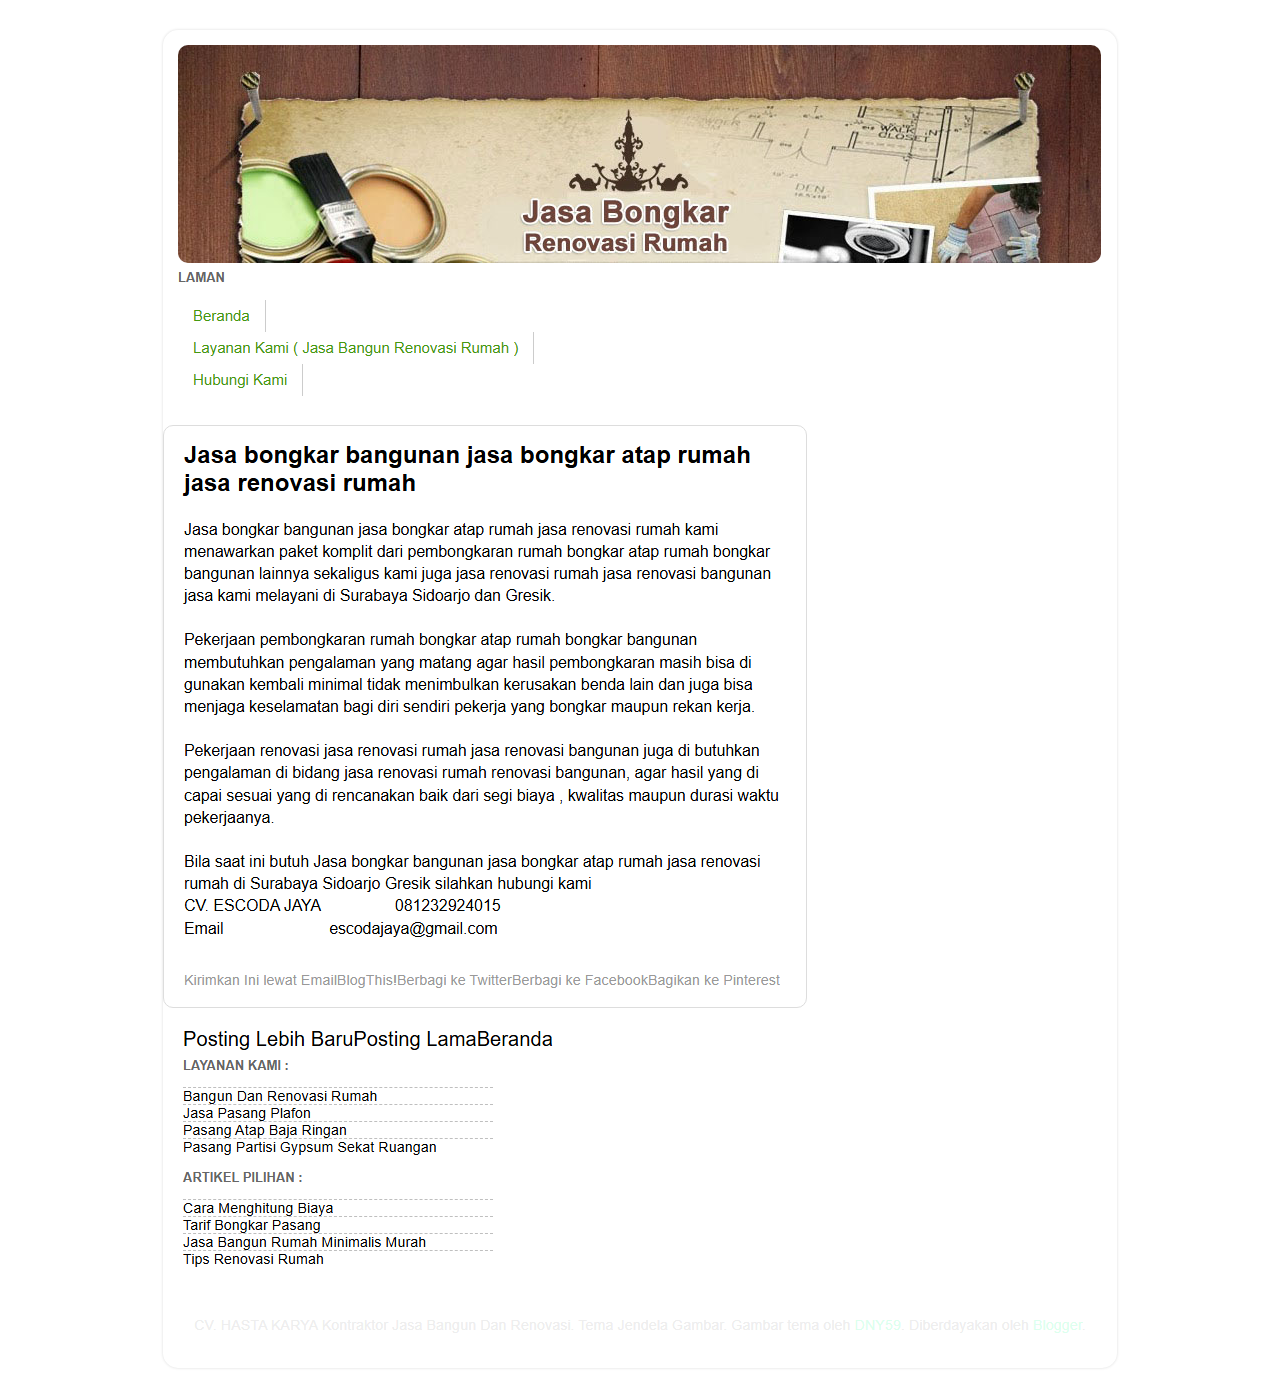 WALK IN
CLOSET
DEN
Jasa Bongkar
Renovasi Rumah
LAMAN
Beranda
Layanan Kami ( Jasa Bangun Renovasi Rumah )
Hubungi Kami
Jasa bongkar bangunan jasa bongkar atap rumah
jasa renovasi rumah
Jasa bongkar bangunan jasa bongkar atap rumah jasa renovasi rumah kami
menawarkan paket komplit dari pembongkaran rumah bongkar atap rumah bongkar
bangunan lainnya sekaligus kami juga jasa renovasi rumah jasa renovasi bangunan
jasa kami melayani di Surabaya Sidoarjo dan Gresik.
Pekerjaan pembongkaran rumah bongkar atap rumah bongkar bangunan
membutuhkan pengalaman yang matang agar hasil pembongkaran masih bisa di
gunakan kembali minimal tidak menimbulkan kerusakan benda lain dan juga bisa
menjaga keselamatan bagi diri sendiri pekerja yang bongkar maupun rekan kerja.
Pekerjaan renovasi jasa renovasi rumah jasa renovasi bangunan juga di butuhkan
pengalaman di bidang jasa renovasi rumah renovasi bangunan, agar hasil yang di
capai sesuai yang di rencanakan baik dari segi biaya , kwalitas maupun durasi waktu
pekerjaanya.
Bila saat ini butuh Jasa bongkar bangunan jasa bongkar atap rumah jasa renovasi
rumah di Surabaya Sidoarjo Gresik silahkan hubungi kami
CV. ESCODA JAYA 081232924015
Email escodajaya@gmail.com
Kirimkan Ini lewat EmailBlogThis!Berbagi ke TwitterBerbagi ke FacebookBagikan ke Pinterest
Posting Lebih BaruPosting LamaBeranda
LAYANAN KAMI :
Bangun Dan Renovasi Rumah
Jasa Pasang Plafon
Pasang Atap Baja Ringan
Pasang Partisi Gypsum Sekat Ruangan
ARTIKEL PILIHAN :
Cara Menghitung Biaya
Tarif Bongkar Pasang
Jasa Bangun Rumah Minimalis Murah
Tips Renovasi Rumah
CV. HASTA KARYA Kontraktor Jasa Bangun Dan Renovasi. Tema Jendela Gambar. Gambar tema oleh DNY59. Diberdayakan oleh Blogger.